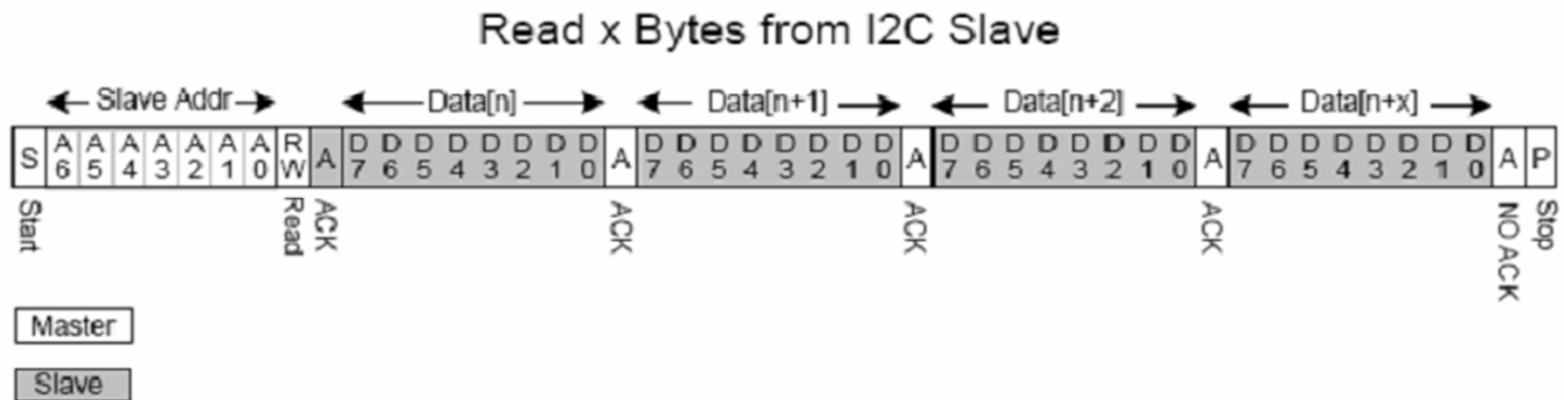 Read x Bytes from I2C Slave
Slave Addr Data[n] Data[n+1] Data[n+2] Data[n+x]
S A6 A5 A4 A3 A2 A1 A0 RW A D7 D6 D5 D4 D3 D2 D1 D0 A D7 D6 D5 D4 D3 D2 D1 D0 A D7 D6 D5 D4 D3 D2 D1 D0 A D7 D6 D5 D4 D3 D2 D1 D0 A P
Start Read ACK ACK ACK ACK NO ACK Stop
Master
Slave